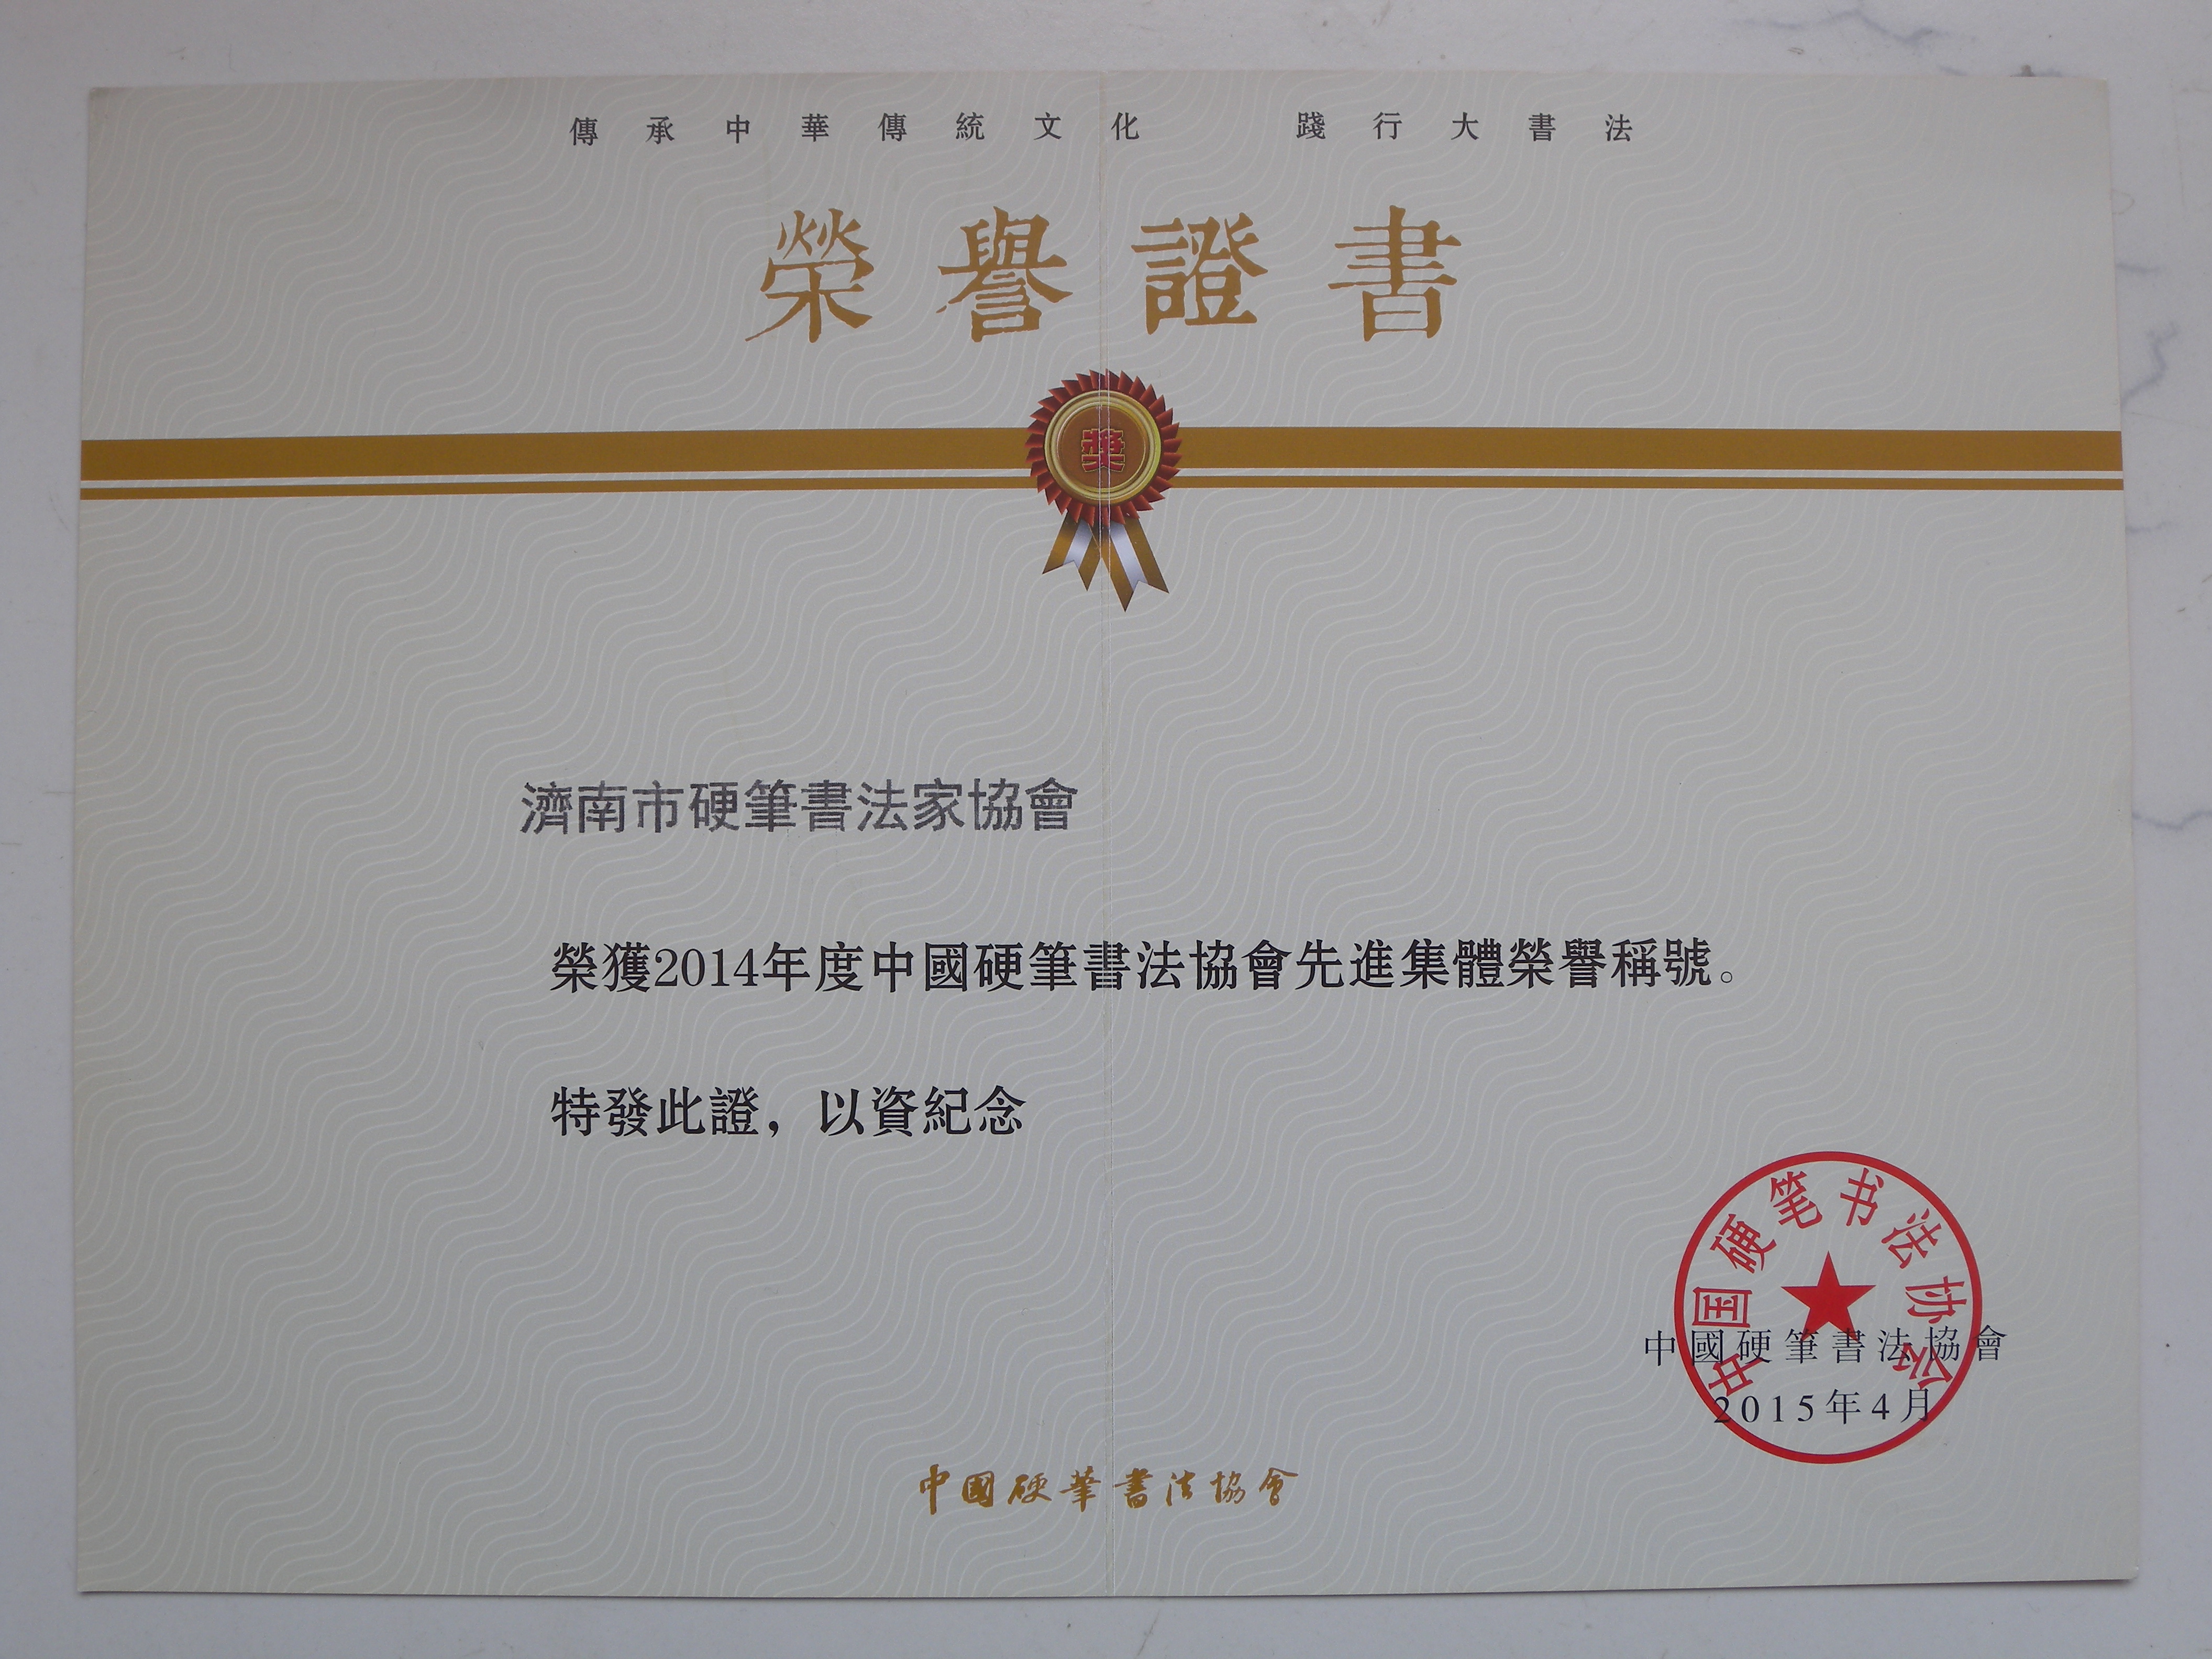 傳承中華傳統文化 踐行大書法
榮譽證書
獎
濟南市硬筆書法家協會
榮獲2014年度中國硬筆書法協會先進集體榮譽稱號。
特發此證，以資紀念
中国硬笔书法协会
中國硬筆書法協會
2015年4月
中國硬筆書法協會